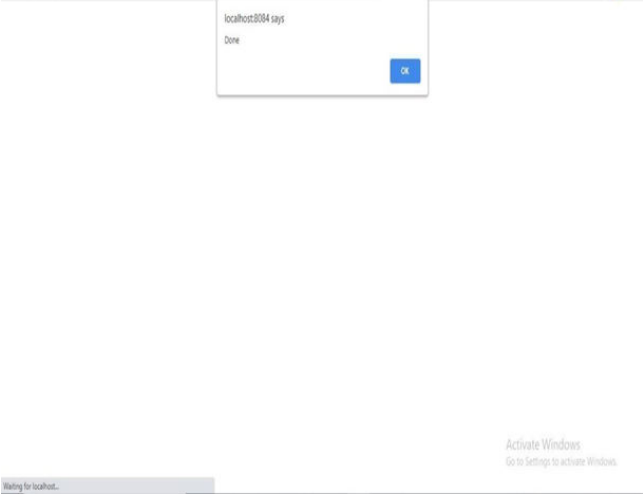 localhost:8084 says
Done
OK
Activate Windows
Go to Settings to activate Windows.
Waiting for localhost...